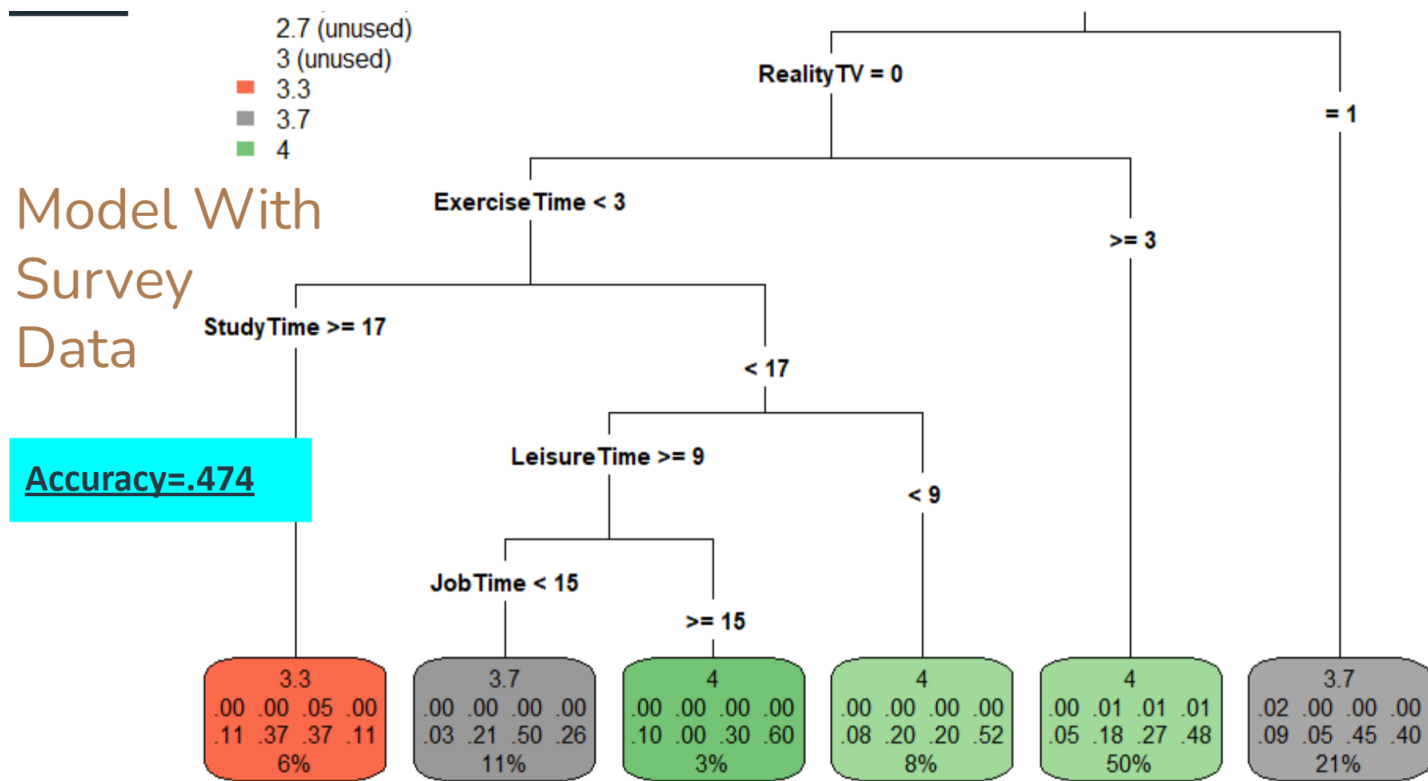 2.7 (unused)
3 (unused)
3.3
3.7
4
Model With
Survey
Data
Accuracy=.474
RealityTV = 0
= 1
ExerciseTime < 3
>= 3
StudyTime >= 17
< 17
LeisureTime >= 9
< 9
JobTime < 15
>= 15
3.3
.00 .00 .05 .00
.11 .37 .37 .11
6%
3.7
.00 .00 .00 .00
.03 .21 .50 .26
11%
4
.00 .00 .00 .00
.10 .00 .30 .60
3%
4
.00 .00 .00 .00
.08 .20 .20 .52
8%
4
.00 .01 .01 .01
.05 .18 .27 .48
50%
3.7
.02 .00 .00 .00
.09 .05 .45 .40
21%